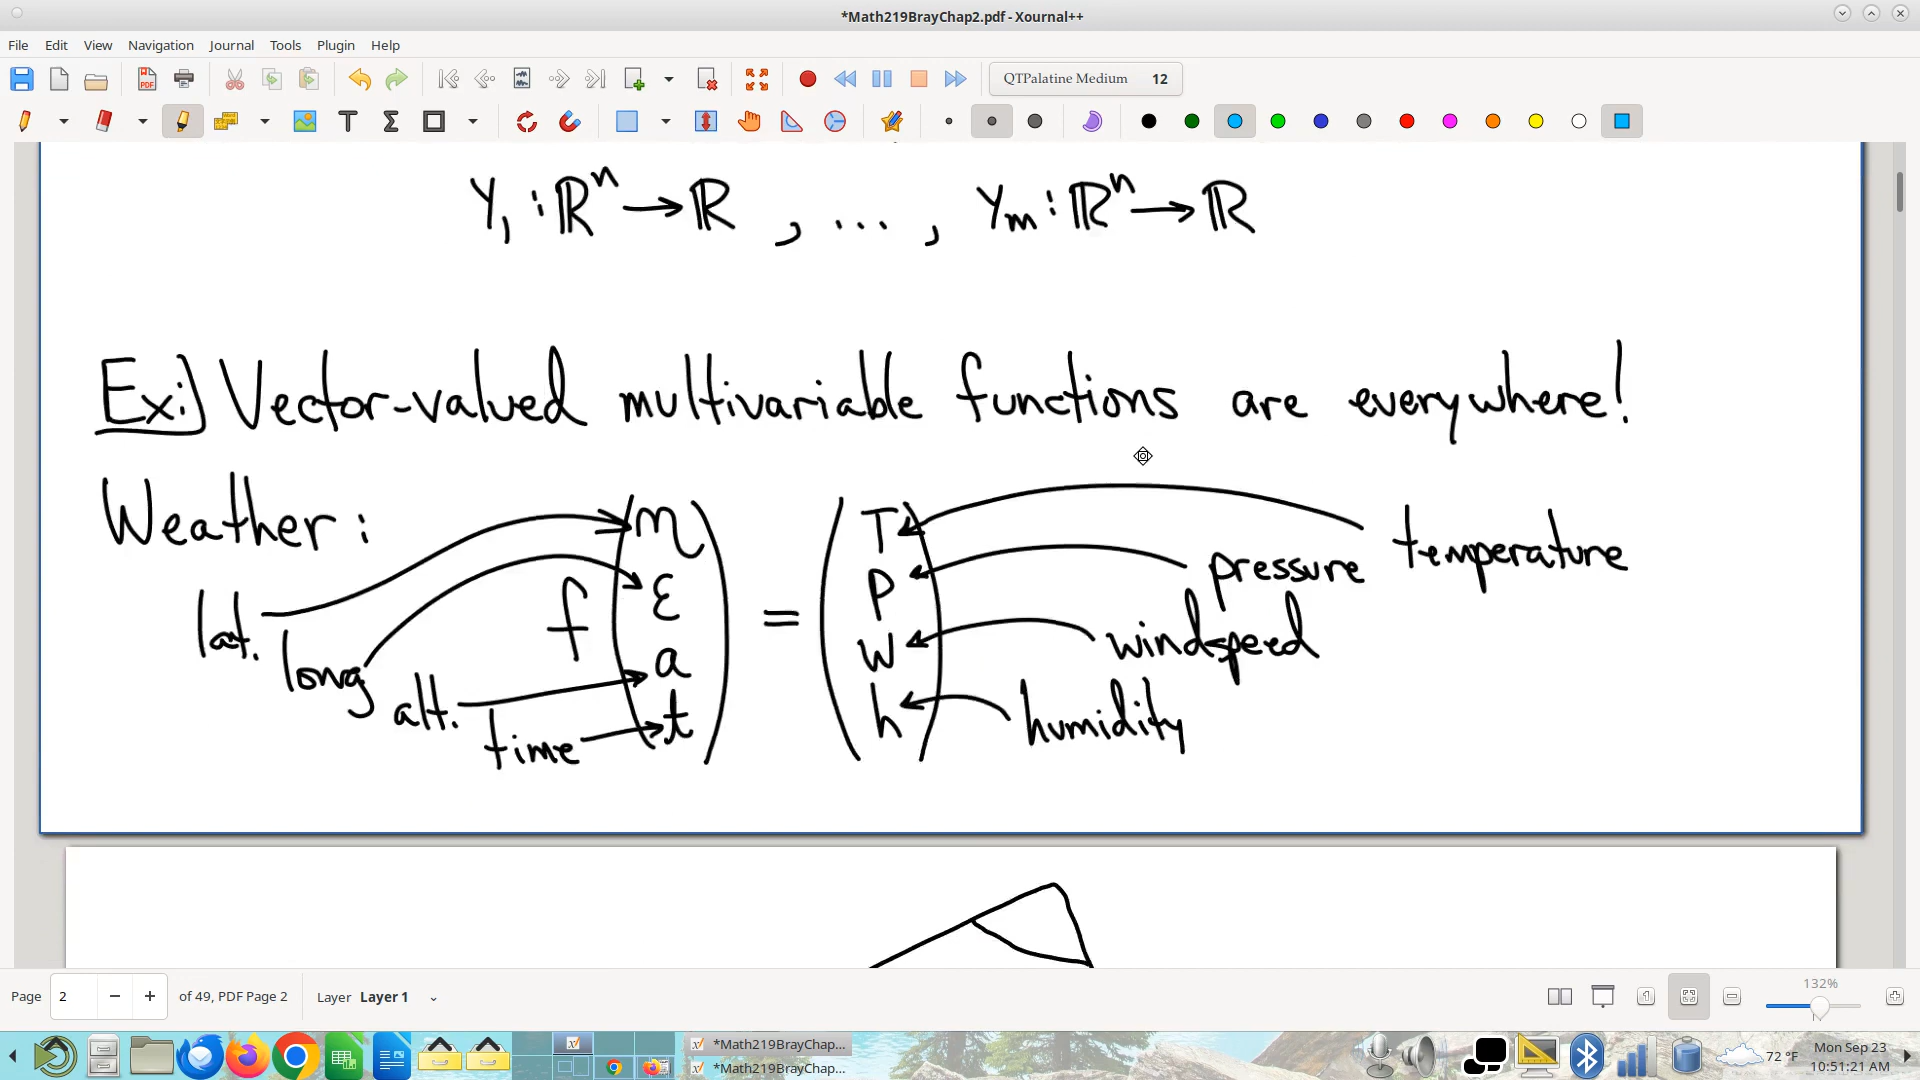 *Math219BrayChap2.pdf - Xournal++
File Edit View Navigation Journal Tools Plugin Help
QTPalatine Medium 12
Y₁ : ℝⁿ → ℝ , ... , Yₘ : ℝⁿ → ℝ
Ex: Vector-valued multivariable functions are everywhere!
Weather:
lat. long alt. time
f (m ε a t) = (T P W h)
temperature
pressure
windspeed
humidity
Page 2 of 49, PDF Page 2 Layer Layer 1
132%
*Math219BrayChap...
*Math219BrayChap...
72 °F
Mon Sep 23
10:51:21 AM